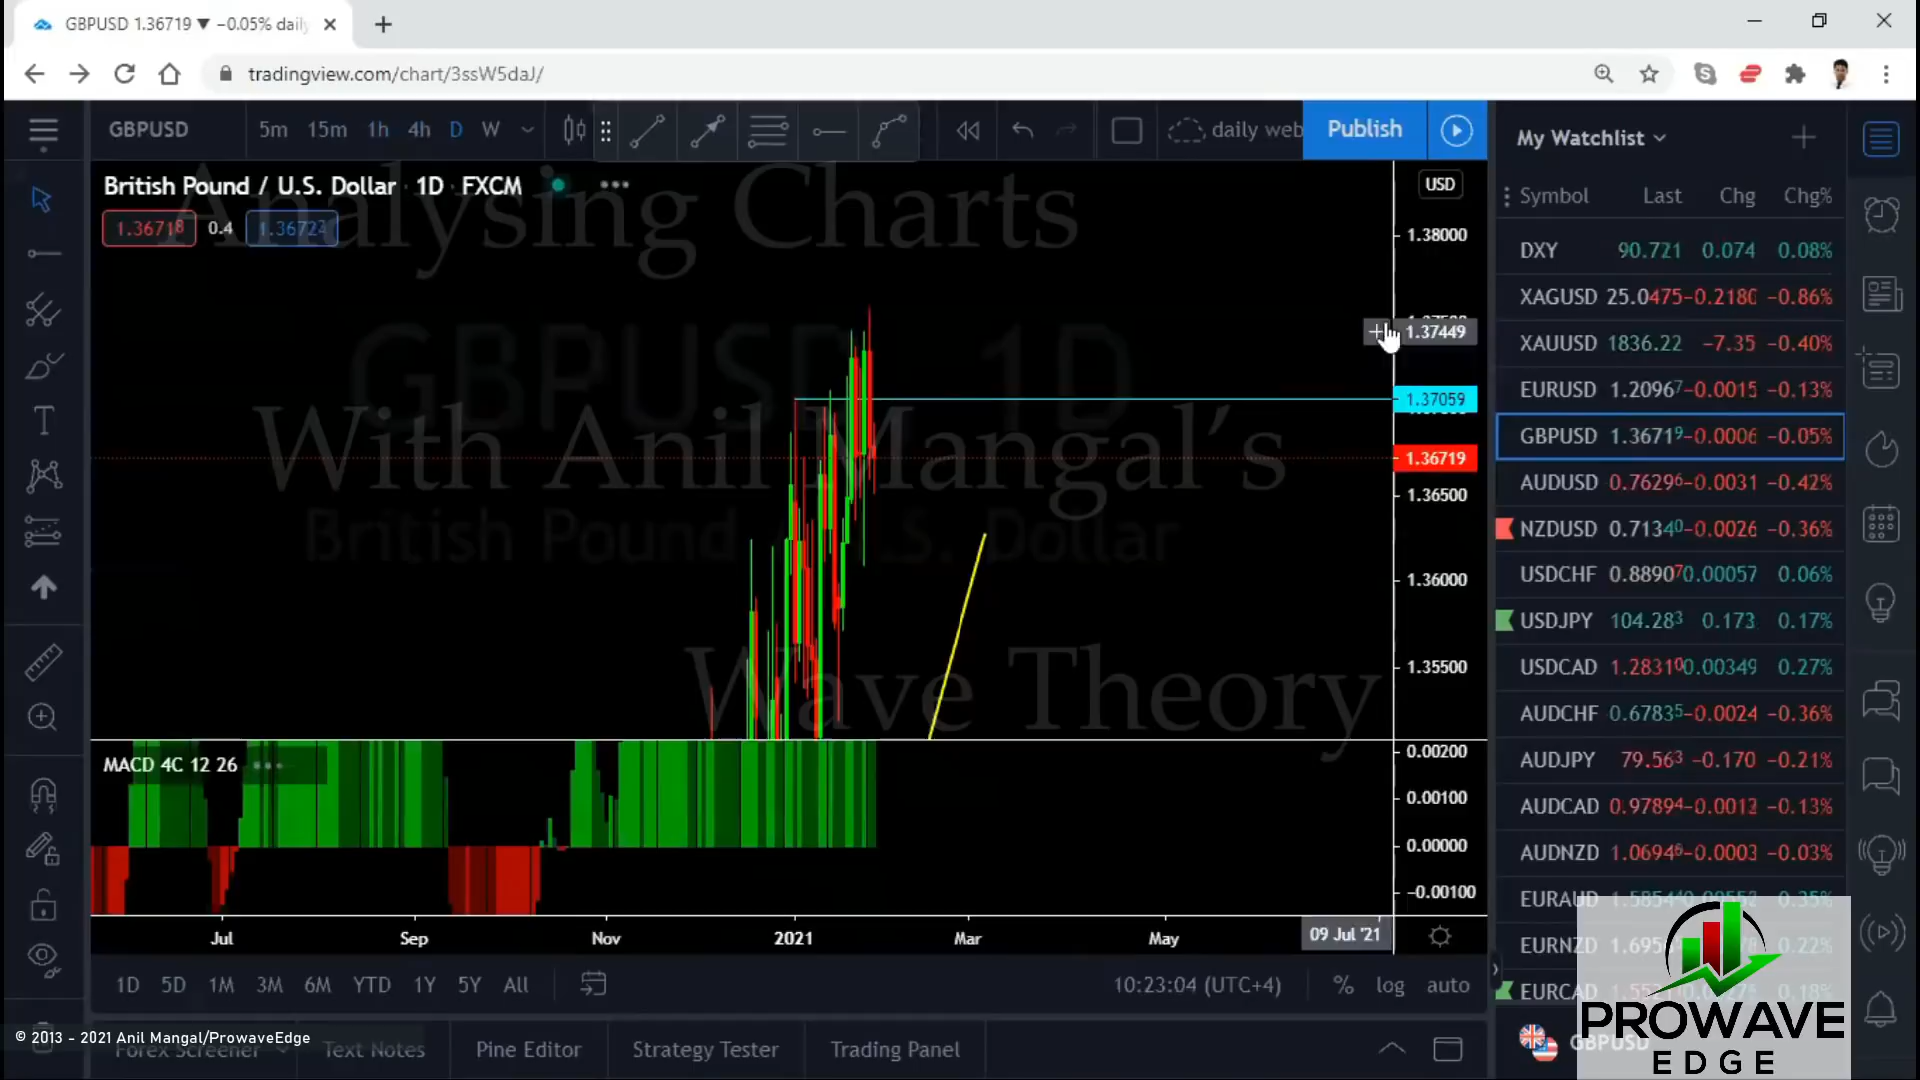 GBPUSD 1.36719 ▼ −0.05% daily
tradingview.com/chart/3ssW5daJ/
GBPUSD 5m 15m 1h 4h D W daily web Publish
My Watchlist
British Pound / U.S. Dollar 1D FXCM
USD
1.36718 0.4 1.36724
Analysing Charts
With Anil Mangal's
Wave Theory
GBPUSD 1D
British Pound / U.S. Dollar
1.38000
1.37449
1.37059
1.36719
1.36500
1.36000
1.35500
MACD 4C 12 26
0.00200
0.00100
0.00000
−0.00100
Jul Sep Nov 2021 Mar May 09 Jul '21
1D 5D 1M 3M 6M YTD 1Y 5Y All
10:23:04 (UTC+4) % log auto
Forex Screener Text Notes Pine Editor Strategy Tester Trading Panel
© 2013 - 2021 Anil Mangal/ProwaveEdge
Symbol Last Chg Chg%
DXY 90.721 0.074 0.08%
XAGUSD 25.0475 −0.2180 −0.86%
XAUUSD 1836.22 −7.35 −0.40%
EURUSD 1.20967 −0.0015 −0.13%
GBPUSD 1.36719 −0.0006 −0.05%
AUDUSD 0.76296 −0.0031 −0.42%
NZDUSD 0.71340 −0.0026 −0.36%
USDCHF 0.88907 0.00057 0.06%
USDJPY 104.283 0.173 0.17%
USDCAD 1.28310 0.00349 0.27%
AUDCHF 0.67835 −0.0024 −0.36%
AUDJPY 79.563 −0.170 −0.21%
AUDCAD 0.97894 −0.0013 −0.13%
AUDNZD 1.06946 −0.0003 −0.03%
EURAUD 0.35%
EURNZD 0.22%
EURCAD 0.18%
GBPUSD
PROWAVE
EDGE